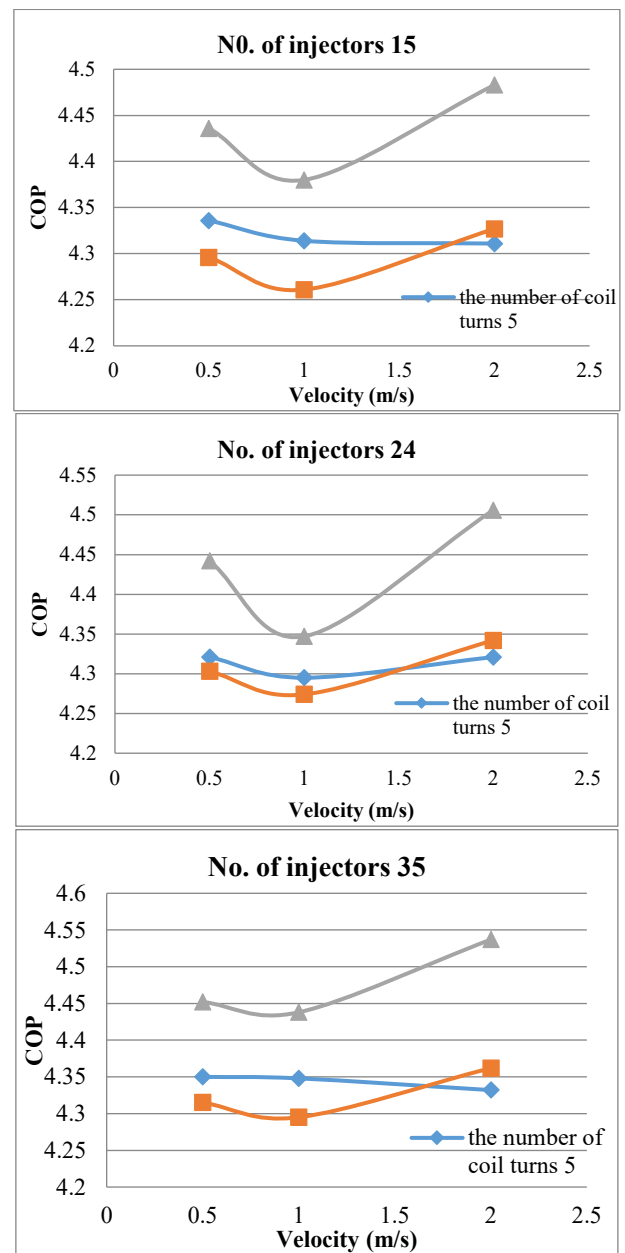 N0. of injectors 15
4.5
4.45
4.4
4.35
4.3
4.25
4.2
COP
the number of coil
turns 5
0 0.5 1 1.5 2 2.5
Velocity (m/s)
No. of injectors 24
4.55
4.5
4.45
4.4
4.35
4.3
4.25
4.2
COP
the number of coil
turns 5
0 0.5 1 1.5 2 2.5
Velocity (m/s)
No. of injectors 35
4.6
4.55
4.5
4.45
4.4
4.35
4.3
4.25
4.2
COP
the number of
coil turns 5
0 0.5 1 1.5 2 2.5
Velocity (m/s)